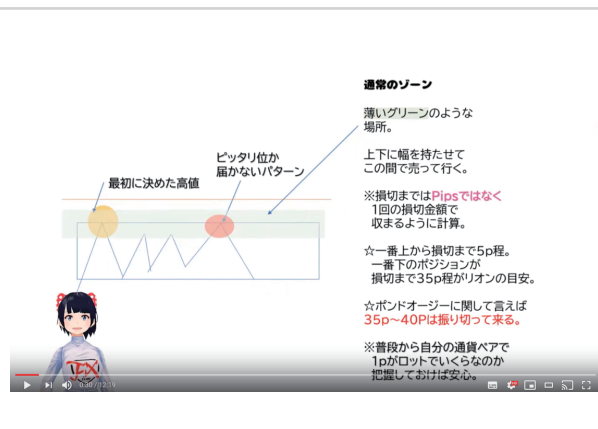 通常のゾーン
薄いグリーンのような
場所。
上下に幅を持たせて
この間で売って行く。
ピッタリ位か
届かないパターン
最初に決めた高値
※損切まではPipsではなく
1回の損切金額で
収まるように計算。
☆一番上から損切まで5p程。
一番下のポジションが
損切まで35p程がリオンの目安。
☆ポンドオージーに関して言えば
35p～40Pは振り切って来る。
※普段から自分の通貨ペアで
1pがロットでいくらなのか
把握しておけば安心。
0:30 / 12:19